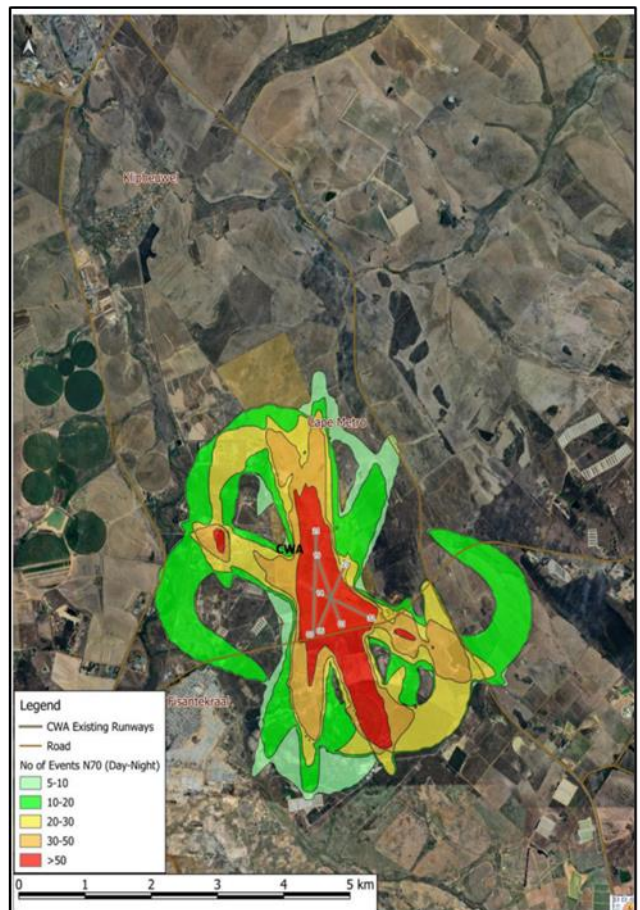 N
Klipheuwel
Cape Metro
CWA
Fisantekraal
Legend
CWA Existing Runways
Road
No of Events N70 (Day-Night)
5-10
10-20
20-30
30-50
>50
0 1 2 3 4 5 km